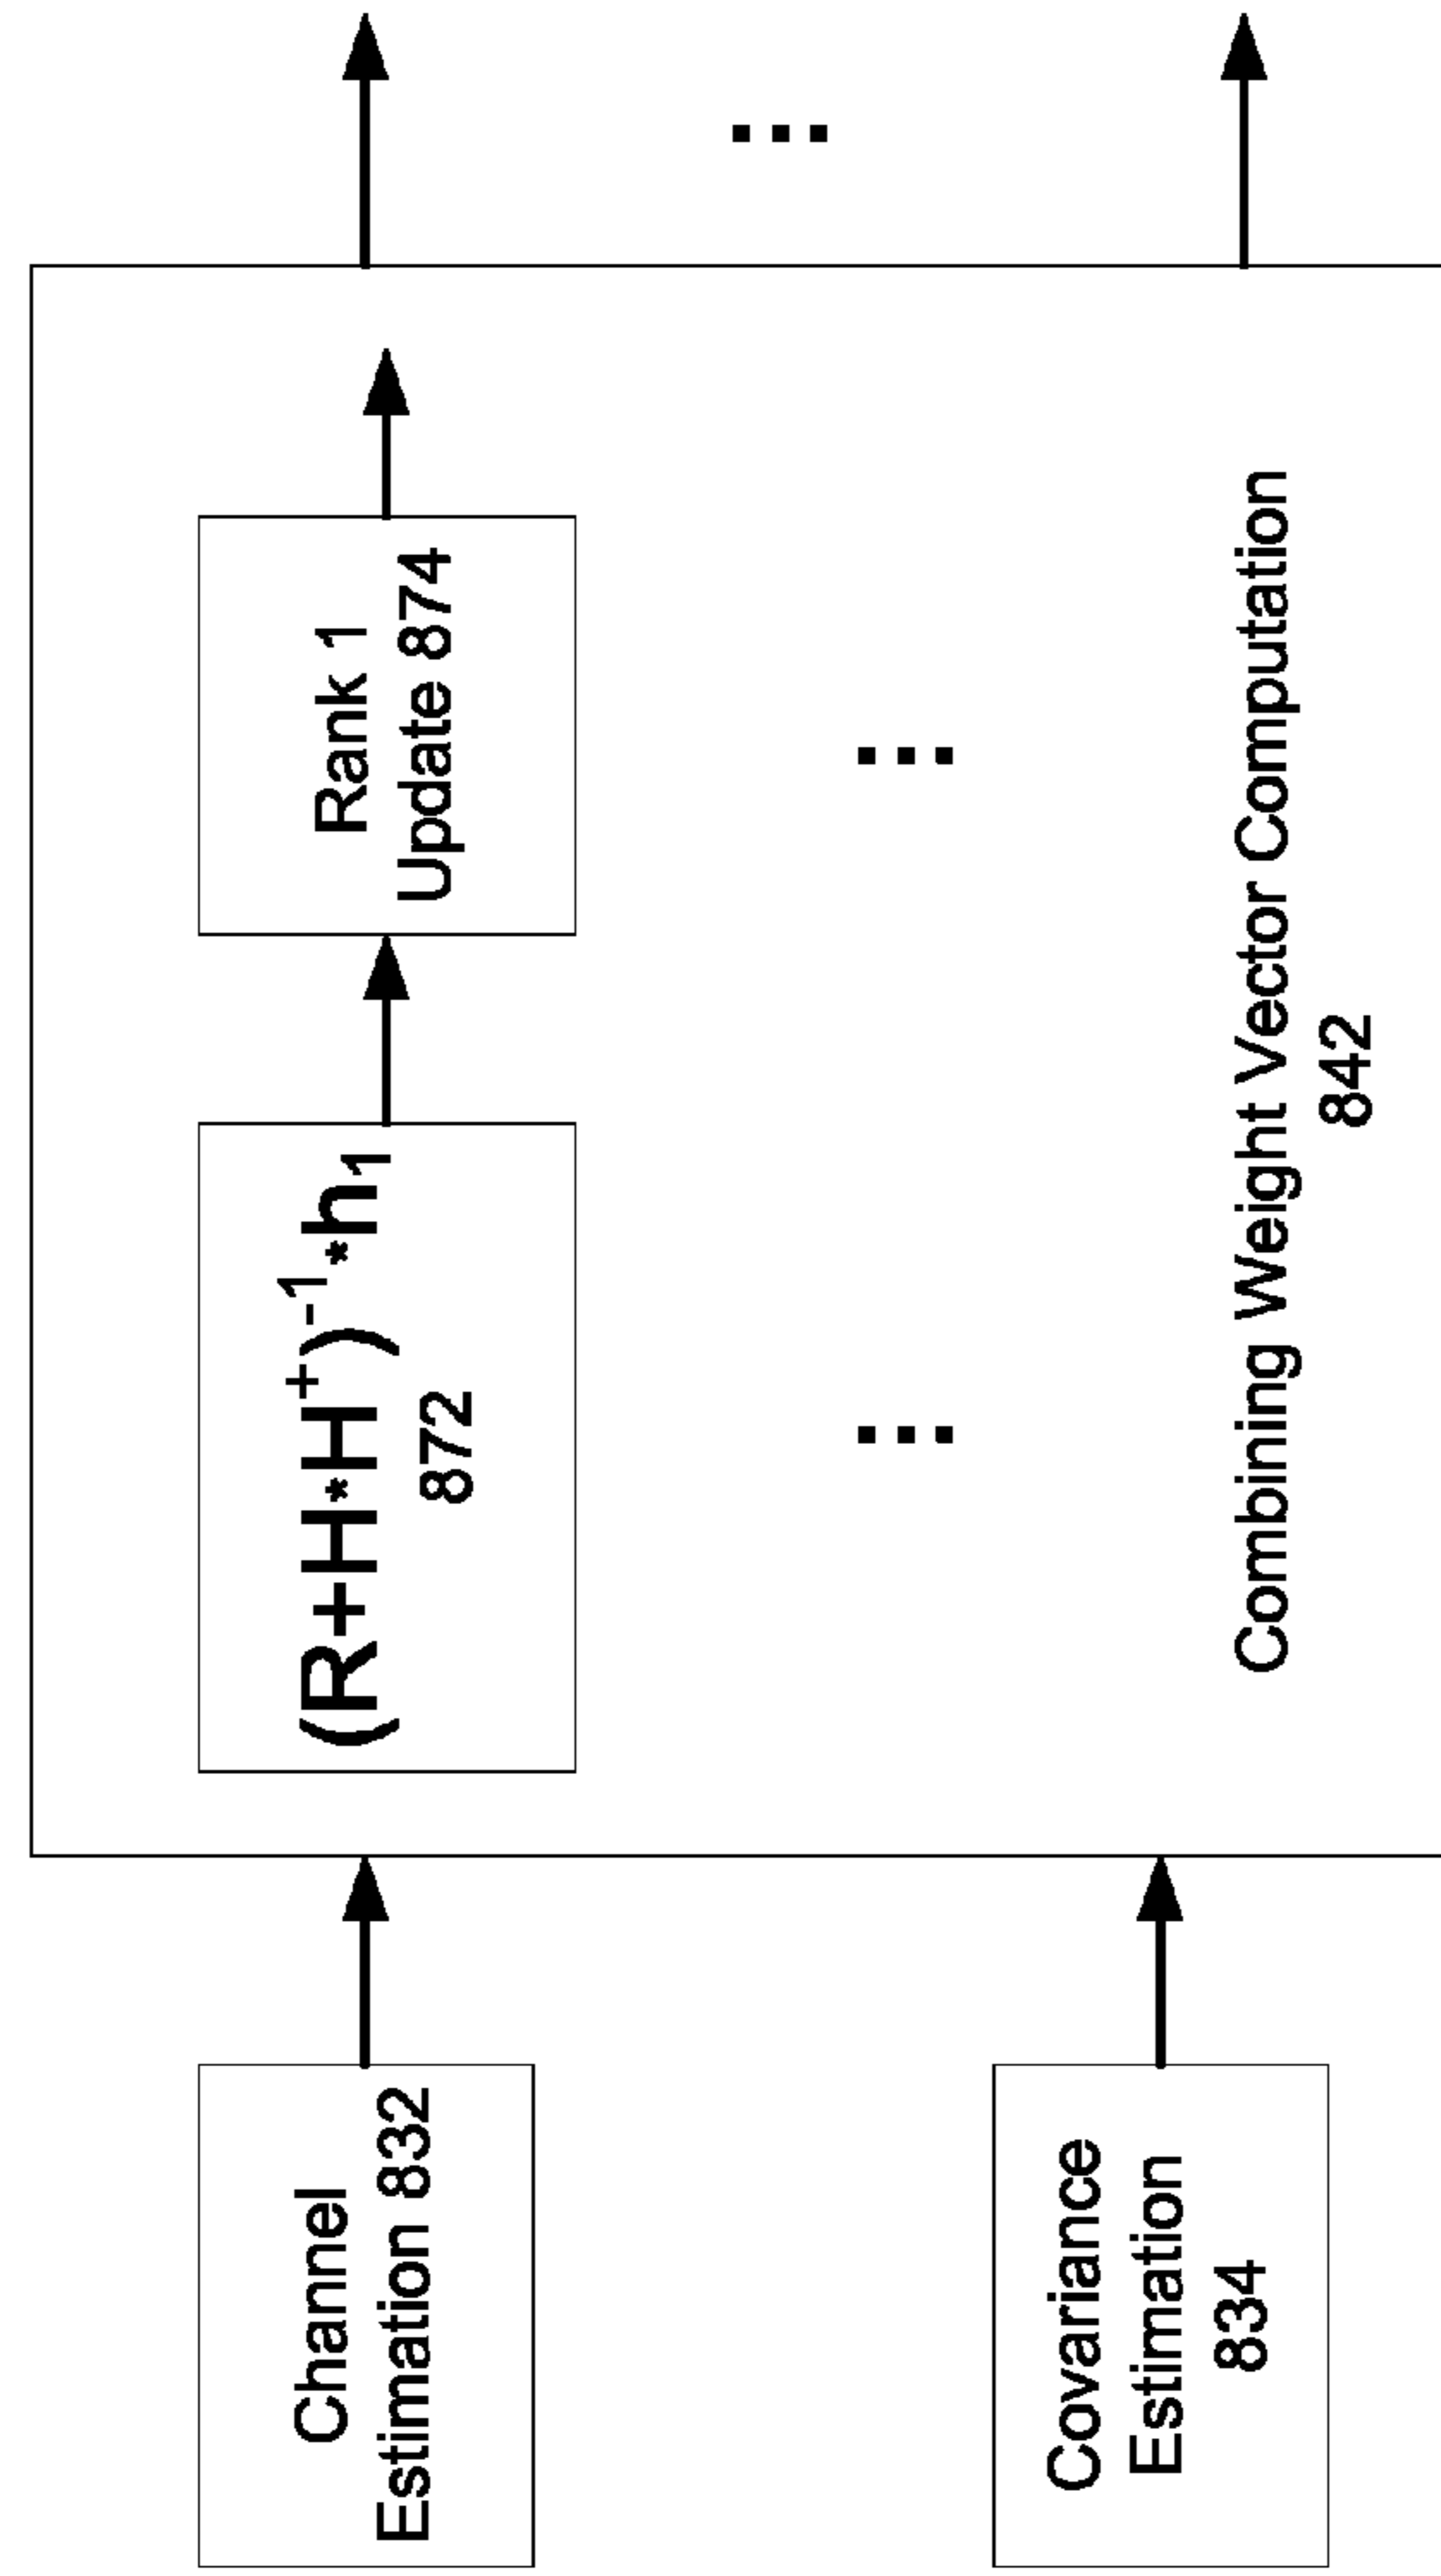 Channel
Estimation 832
Covariance
Estimation
834
(R+H*H⁺)⁻¹*h₁
872
Rank 1
Update 874
...
...
Combining Weight Vector Computation
842
...